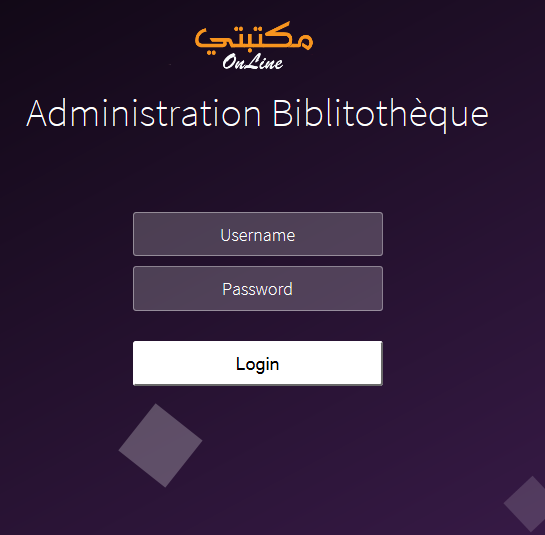 مكتبتي
OnLine
Administration Biblitothèque
Username
Password
Login